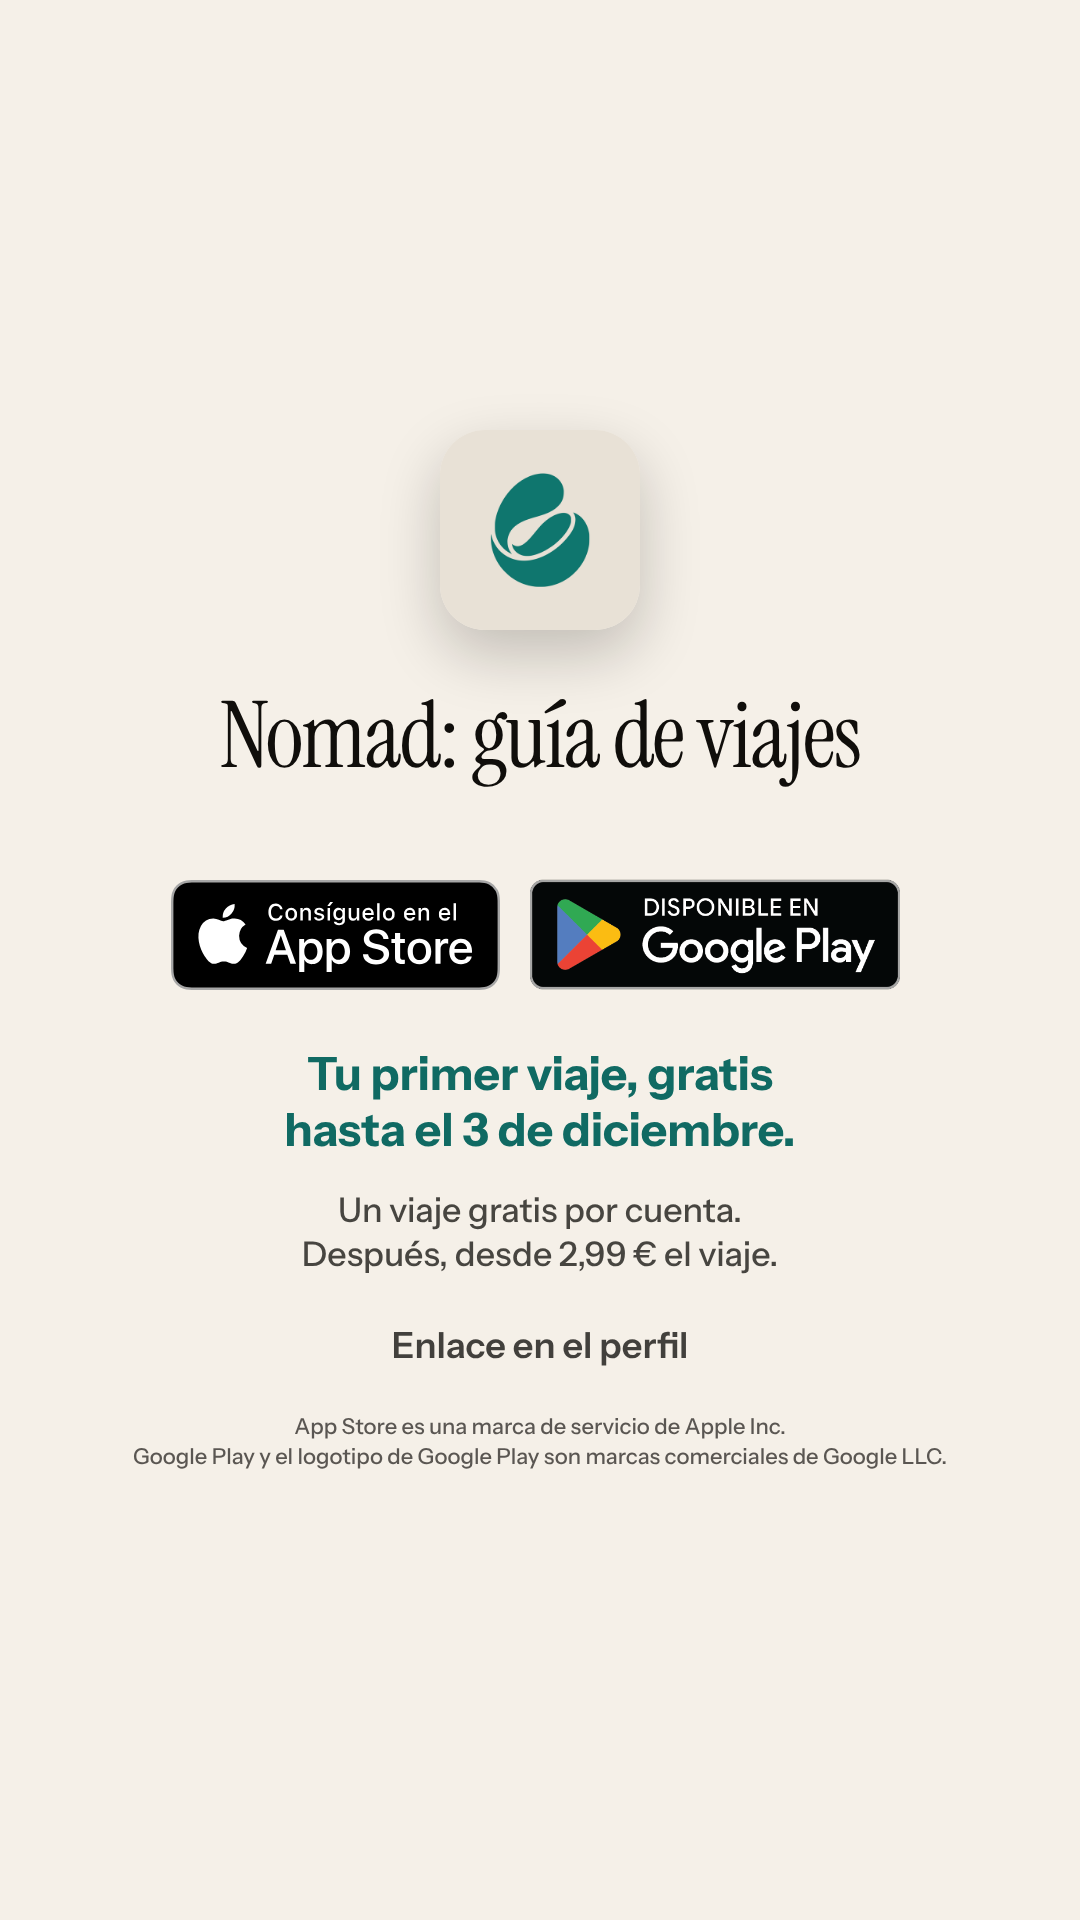 Nomad: guía de viajes
Consíguelo en el
App Store
DISPONIBLE EN
Google Play
Tu primer viaje, gratis
hasta el 3 de diciembre.
Un viaje gratis por cuenta.
Después, desde 2,99 € el viaje.
Enlace en el perfil
App Store es una marca de servicio de Apple Inc.
Google Play y el logotipo de Google Play son marcas comerciales de Google LLC.